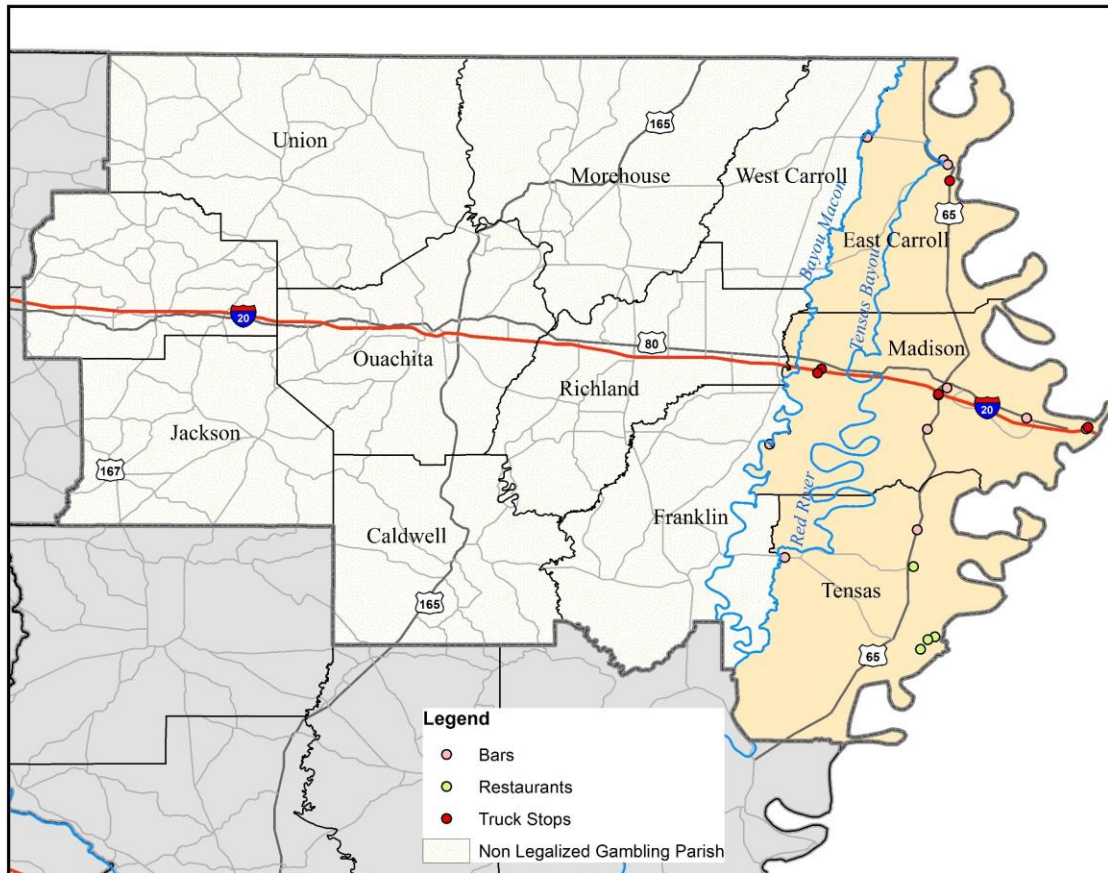 Union
165
Morehouse
West Carroll
65
Bayou Macon
East Carroll
Tensas Bayou
20
80
Madison
Ouachita
Richland
20
Jackson
167
Red River
Franklin
Caldwell
165
Tensas
65
Legend
Bars
Restaurants
Truck Stops
Non Legalized Gambling Parish